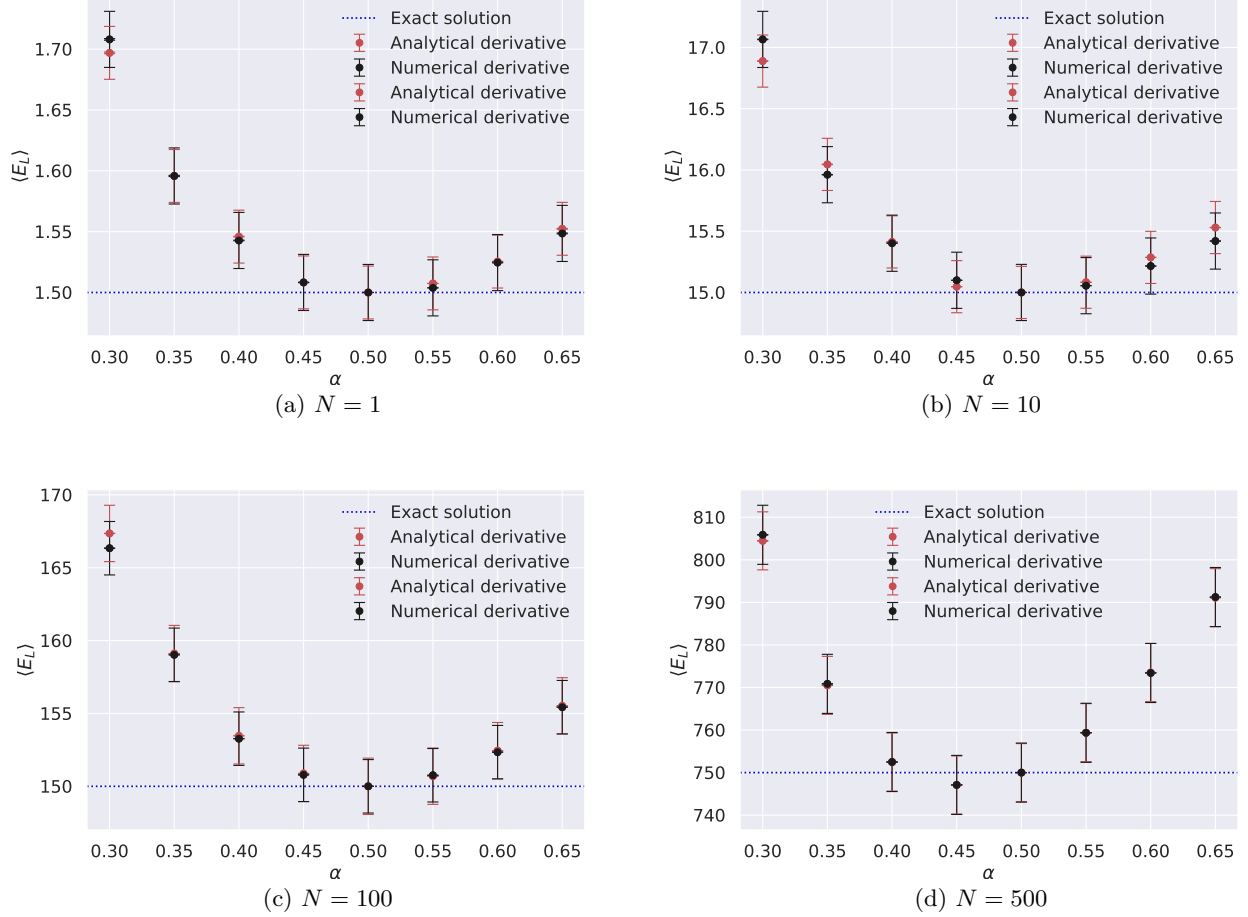 Exact solution
Analytical derivative
Numerical derivative
Analytical derivative
Numerical derivative
1.70
1.65
1.60
1.55
1.50
⟨E_L⟩
0.30 0.35 0.40 0.45 0.50 0.55 0.60 0.65
α
(a) N = 1
Exact solution
Analytical derivative
Numerical derivative
Analytical derivative
Numerical derivative
17.0
16.5
16.0
15.5
15.0
⟨E_L⟩
0.30 0.35 0.40 0.45 0.50 0.55 0.60 0.65
α
(b) N = 10
Exact solution
Analytical derivative
Numerical derivative
Analytical derivative
Numerical derivative
170
165
160
155
150
⟨E_L⟩
0.30 0.35 0.40 0.45 0.50 0.55 0.60 0.65
α
(c) N = 100
Exact solution
Analytical derivative
Numerical derivative
Analytical derivative
Numerical derivative
810
800
790
780
770
760
750
740
⟨E_L⟩
0.30 0.35 0.40 0.45 0.50 0.55 0.60 0.65
α
(d) N = 500